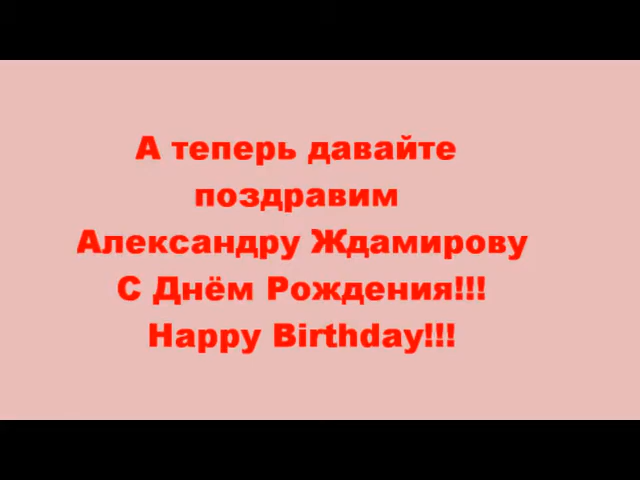 А теперь давайте
поздравим
Александру Ждамирову
С Днём Рождения!!!
Happy Birthday!!!